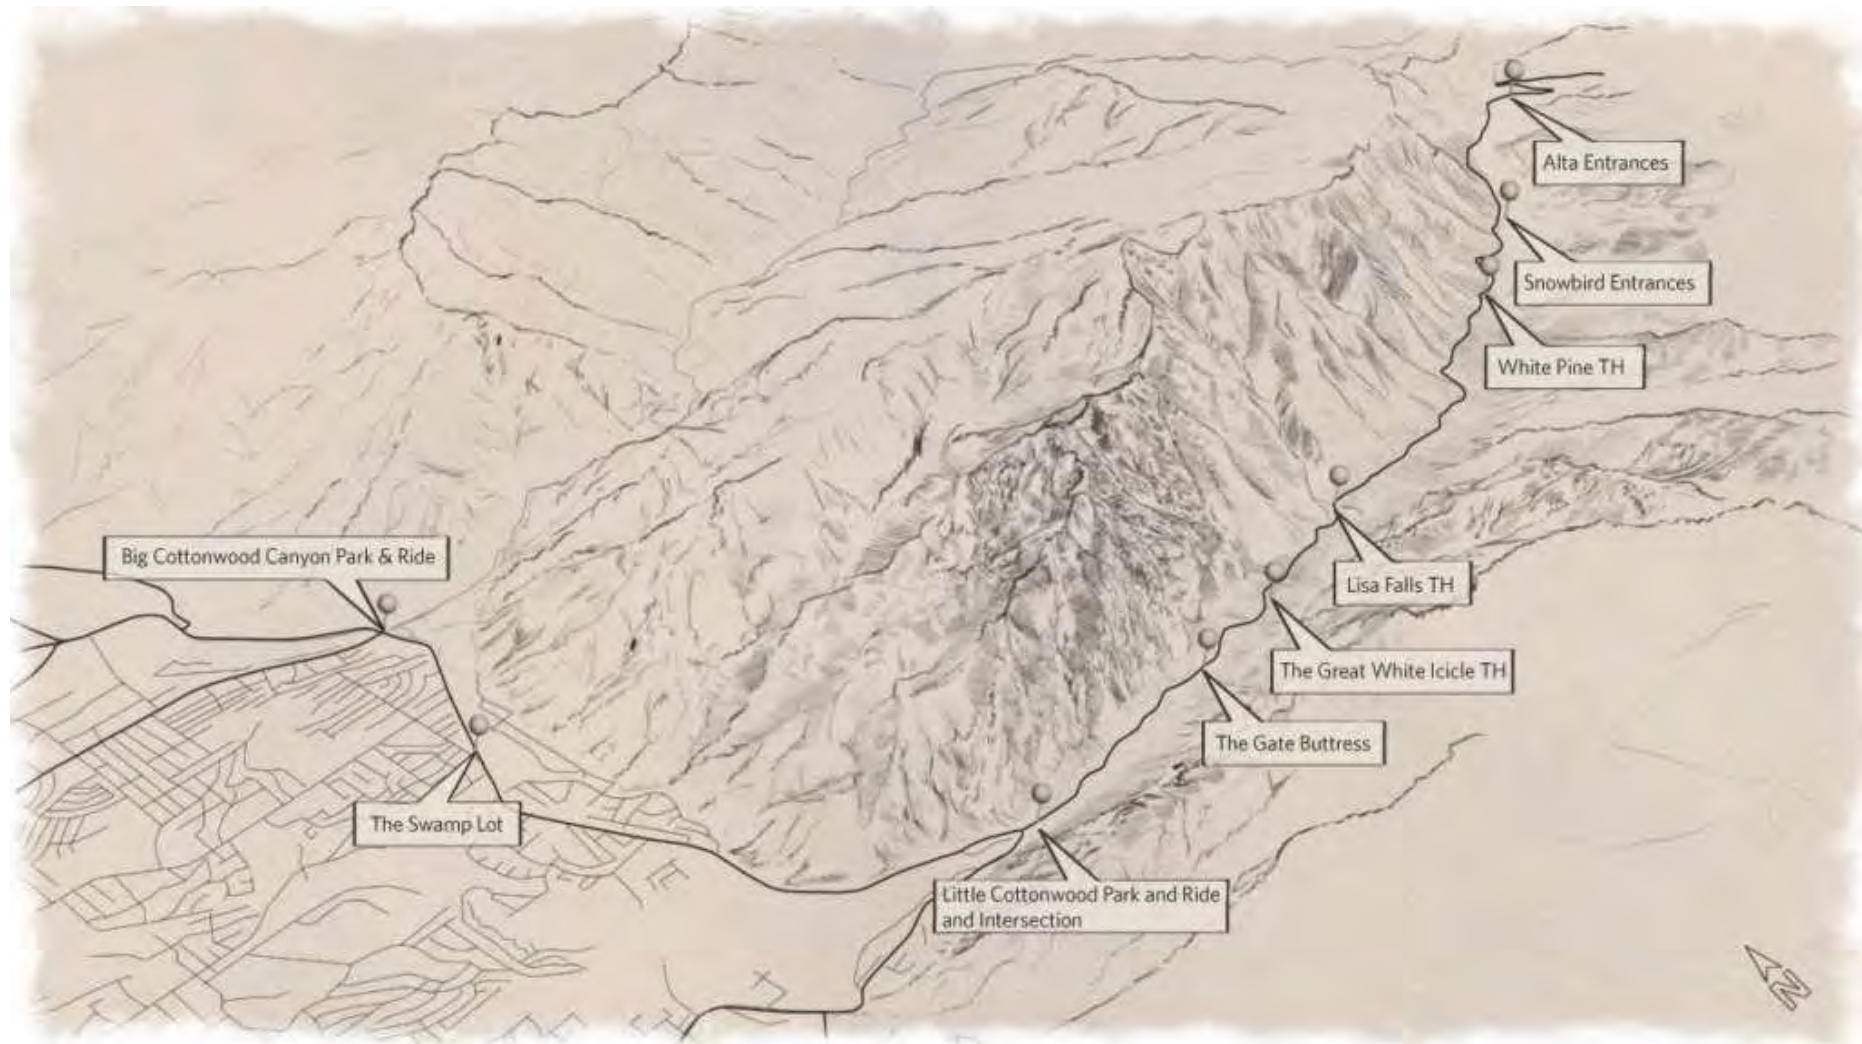 Alta Entrances
Snowbird Entrances
White Pine TH
Big Cottonwood Canyon Park & Ride
Lisa Falls TH
The Great White Icicle TH
The Gate Buttress
The Swamp Lot
Little Cottonwood Park and Ride
and Intersection
N